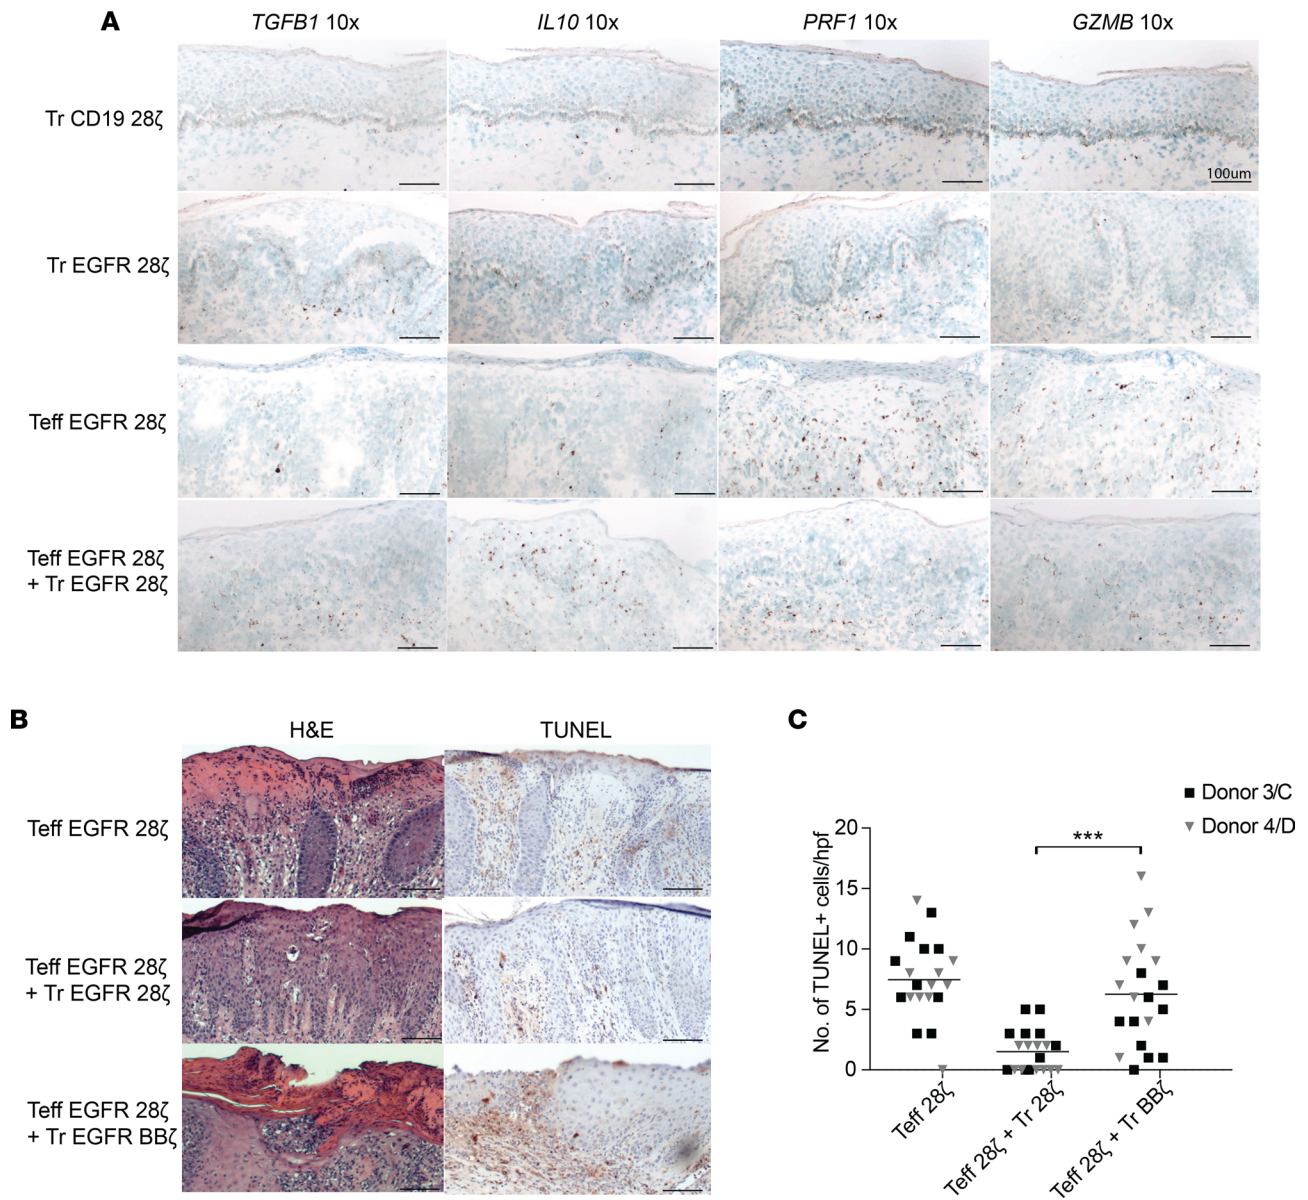 A
TGFB1 10x
IL10 10x
PRF1 10x
GZMB 10x
Tr CD19 28ζ
100um
Tr EGFR 28ζ
Teff EGFR 28ζ
Teff EGFR 28ζ
+ Tr EGFR 28ζ
B
H&E
TUNEL
Teff EGFR 28ζ
Teff EGFR 28ζ
+ Tr EGFR 28ζ
Teff EGFR 28ζ
+ Tr EGFR BBζ
C
Donor 3/C
Donor 4/D
***
No. of TUNEL+ cells/hpf
20
15
10
5
0
Teff 28ζ
Teff 28ζ + Tr 28ζ
Teff 28ζ + Tr BBζ